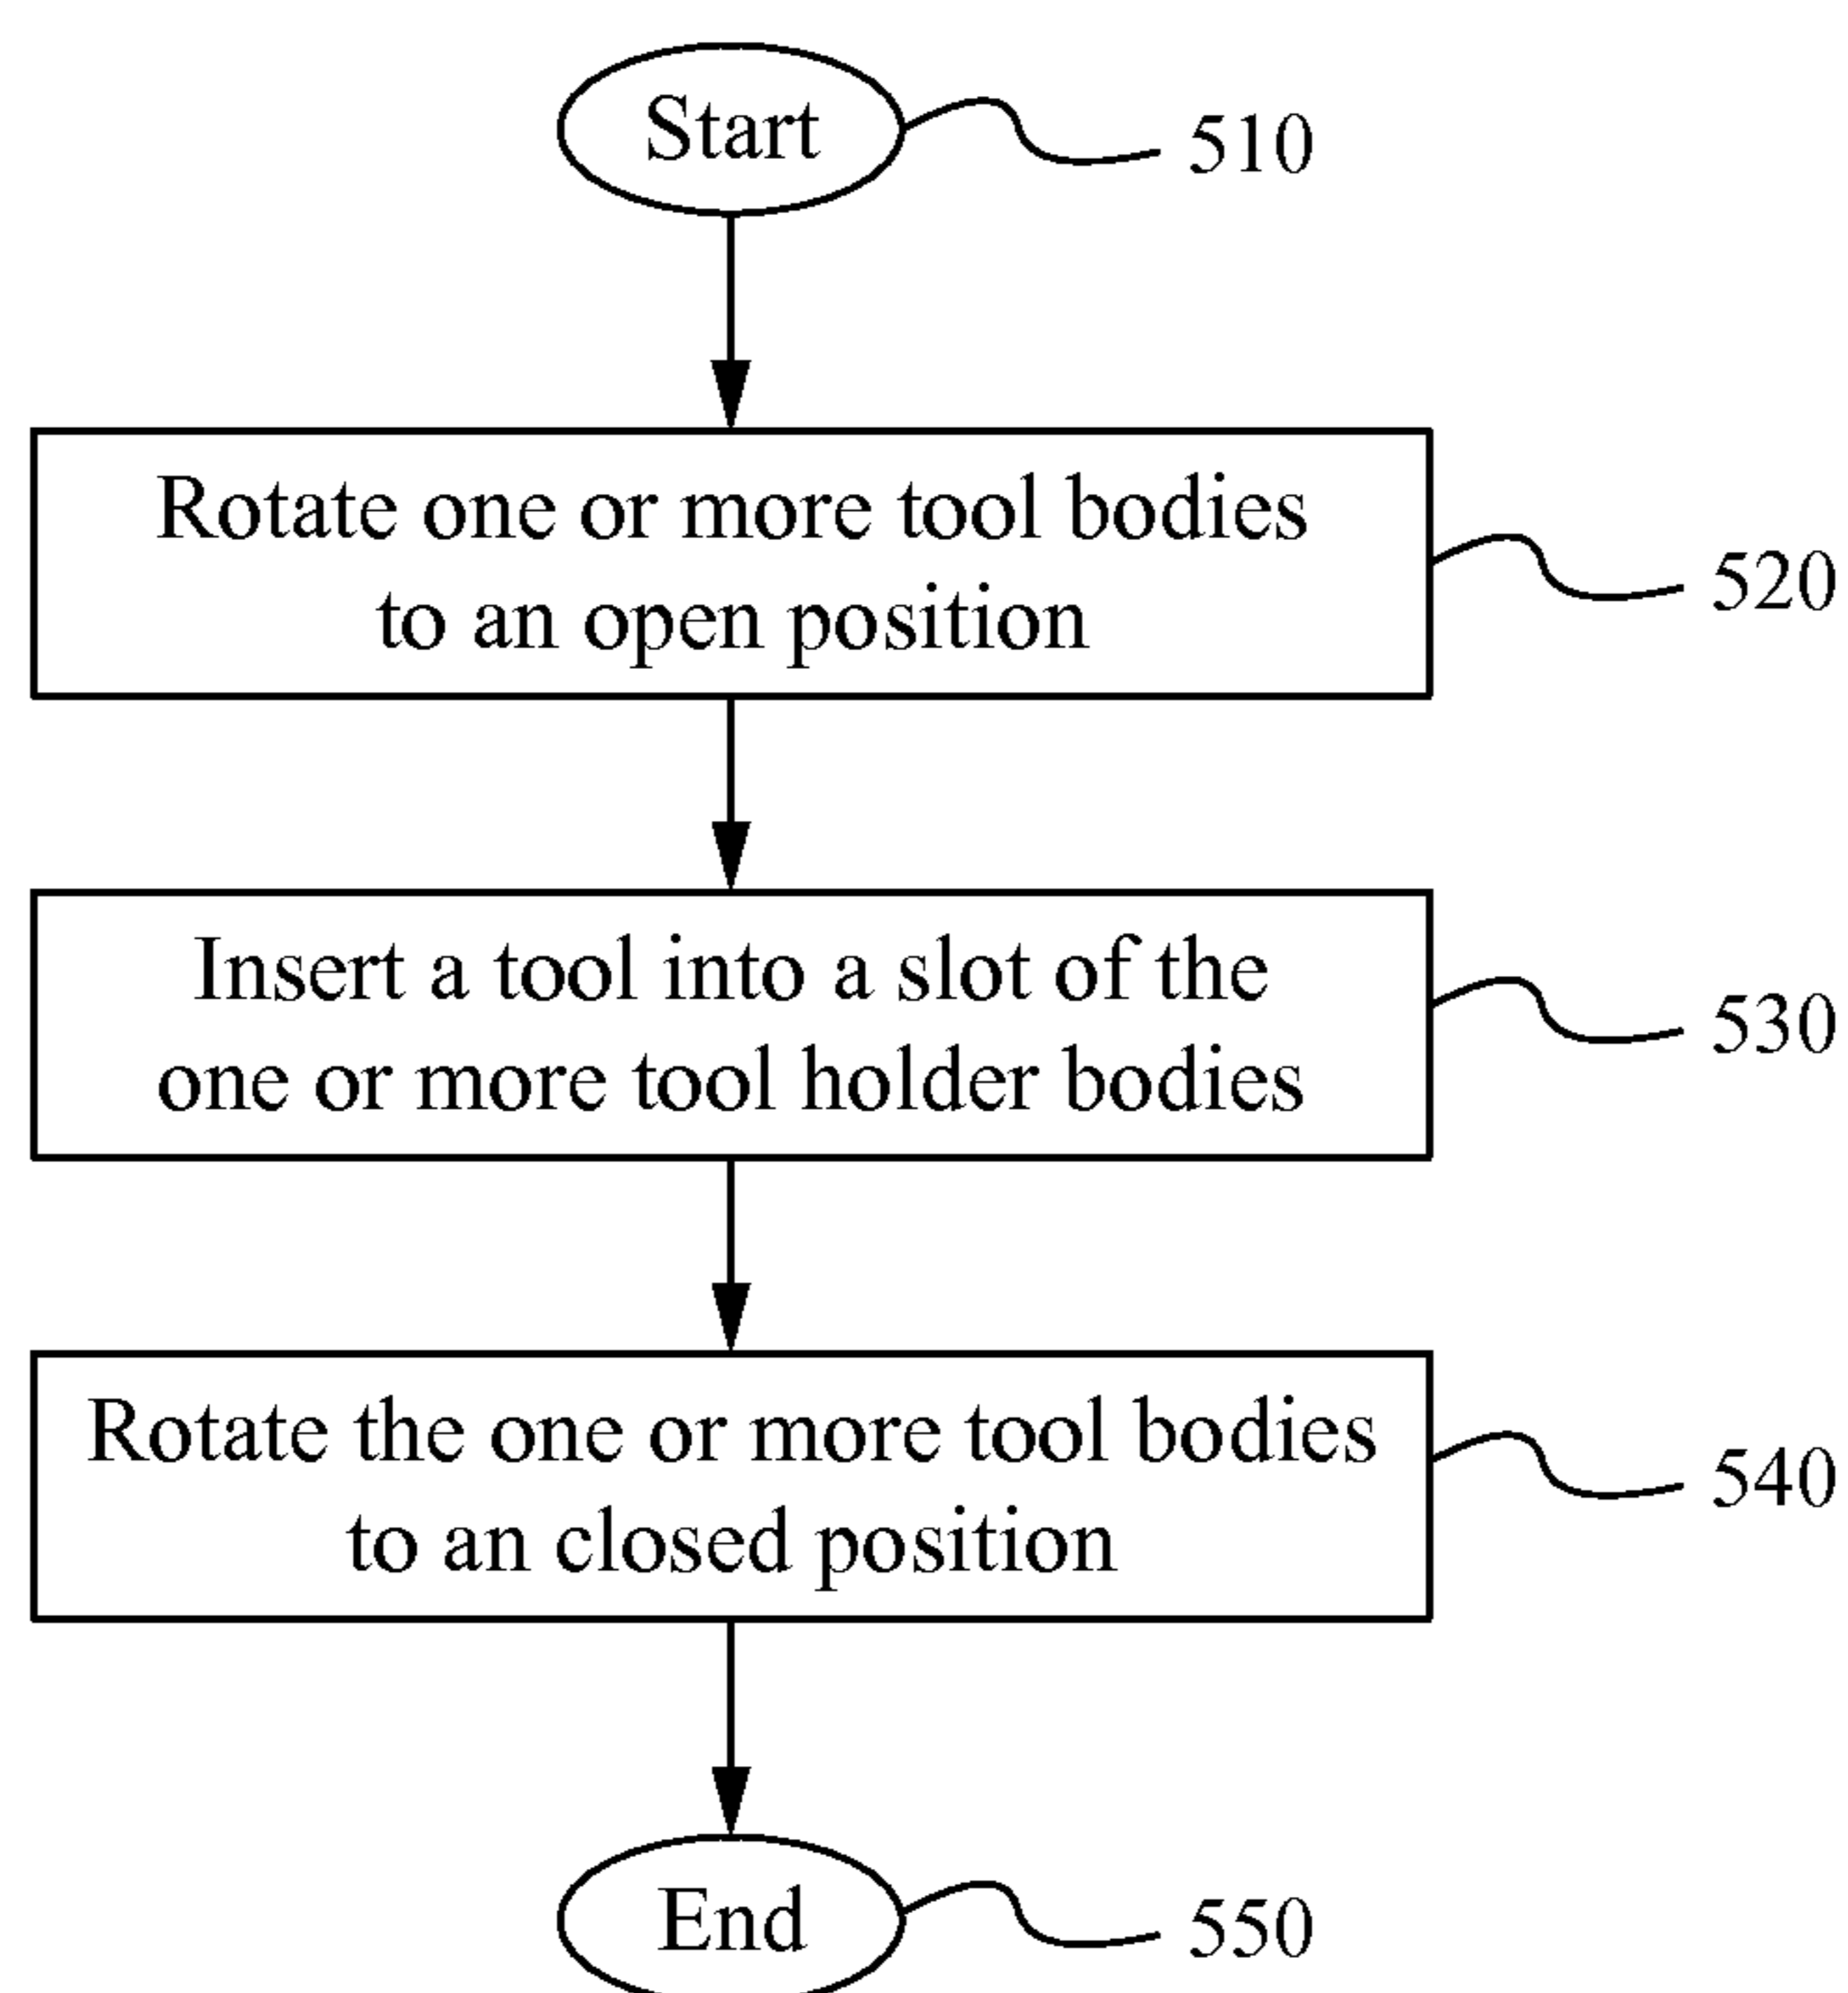 Start
510
Rotate one or more tool bodies
to an open position
520
Insert a tool into a slot of the
one or more tool holder bodies
530
Rotate the one or more tool bodies
to an closed position
540
End
550